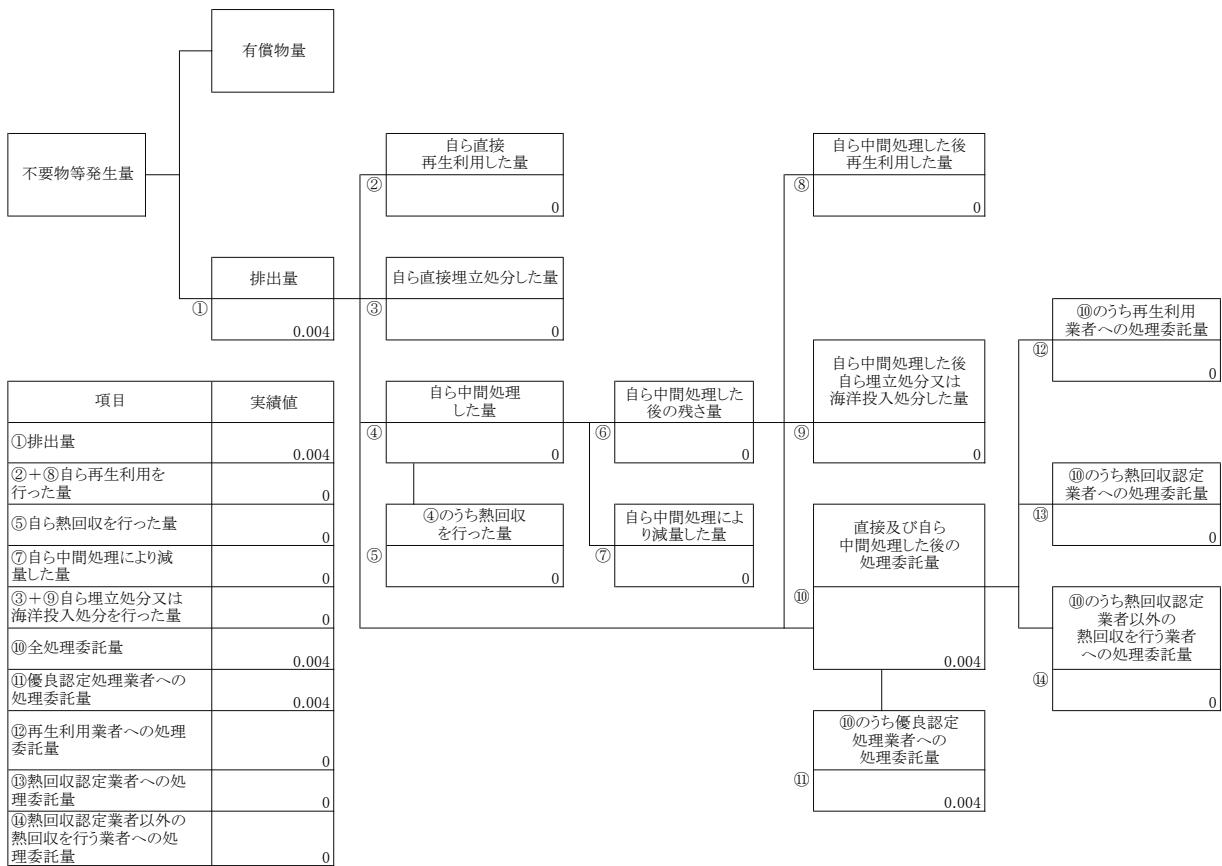 有償物量
不要物等発生量
自ら直接
再生利用した量
②
0
自ら中間処理した後
再生利用した量
⑧
0
排出量
①
0.004
自ら直接埋立処分した量
③
0
⑩のうち再生利用
業者への処理委託量
⑫
0
自ら中間処理
した量
④
0
自ら中間処理した
後の残さ量
⑥
0
自ら中間処理した後
自ら埋立処分又は
海洋投入処分した量
⑨
0
⑩のうち熱回収認定
業者への処理委託量
⑬
0
④のうち熱回収
を行った量
⑤
0
自ら中間処理によ
り減量した量
⑦
0
直接及び自ら
中間処理した後の
処理委託量
⑩
0.004
⑩のうち熱回収認定
業者以外の
熱回収を行う業者
への処理委託量
⑭
0
⑩のうち優良認定
処理業者への
処理委託量
⑪
0.004
項目 実績値
①排出量
0.004
②＋⑧自ら再生利用を
行った量
0
⑤自ら熱回収を行った量
0
⑦自ら中間処理により減
量した量
0
③＋⑨自ら埋立処分又は
海洋投入処分を行った量
0
⑩全処理委託量
0.004
⑪優良認定処理業者への
処理委託量
0.004
⑫再生利用業者への処理
委託量
0
⑬熱回収認定業者への処
理委託量
0
⑭熱回収認定業者以外の
熱回収を行う業者への処
理委託量
0